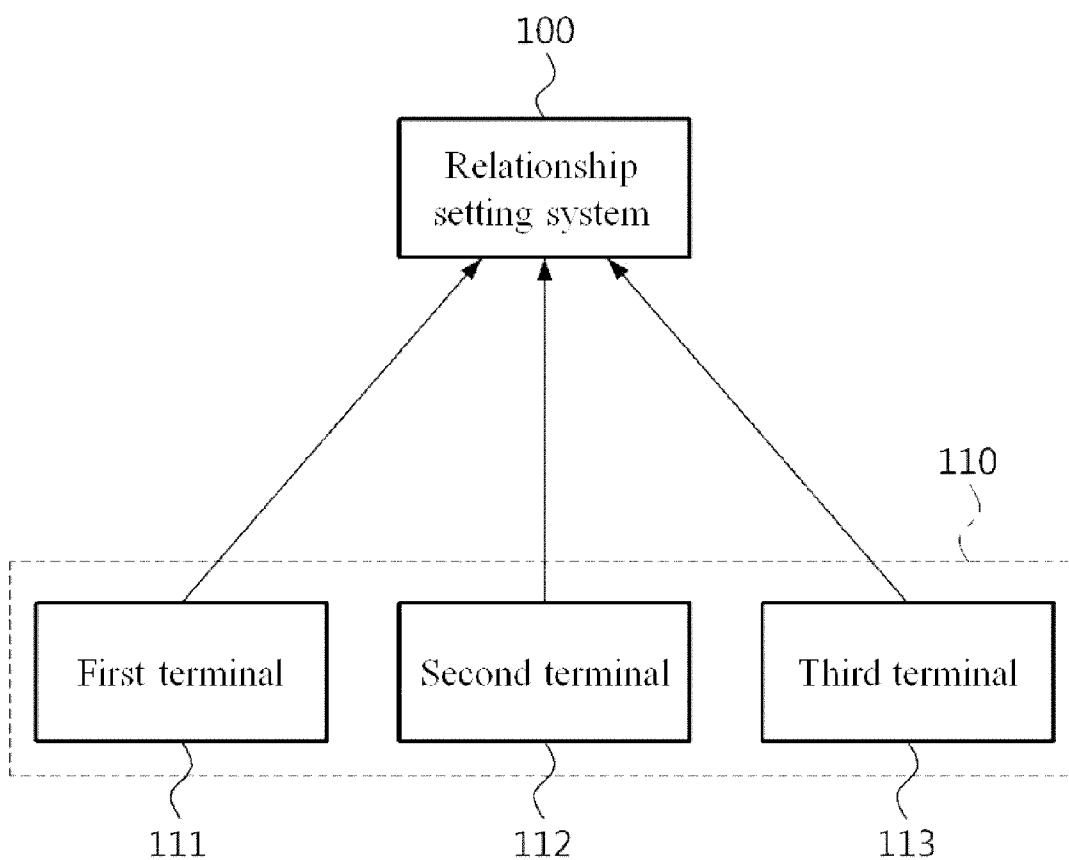 100
Relationship
setting system
110
First terminal
Second terminal
Third terminal
111
112
113